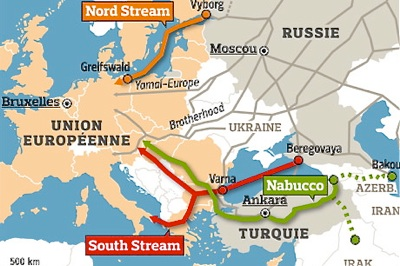 Nord Stream
Vyborg
RUSSIE
Moscou
Greifswald
Yamal-Europe
Bruxelles
Brotherhood
UNION
EUROPÉENNE
UKRAINE
Beregovaya
Bakou
Varna
Nabucco
AZERB.
Ankara
IRAN
South Stream
TURQUIE
500 km
IRAK